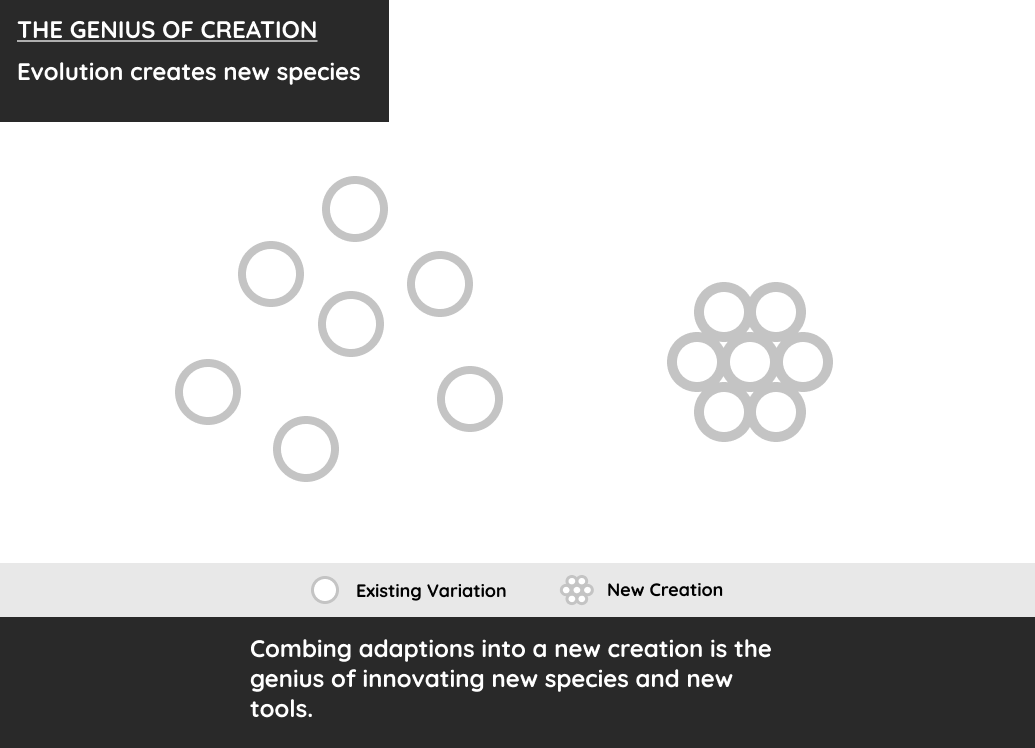 THE GENIUS OF CREATION
Evolution creates new species
Existing Variation
New Creation
Combing adaptions into a new creation is the
genius of innovating new species and new
tools.